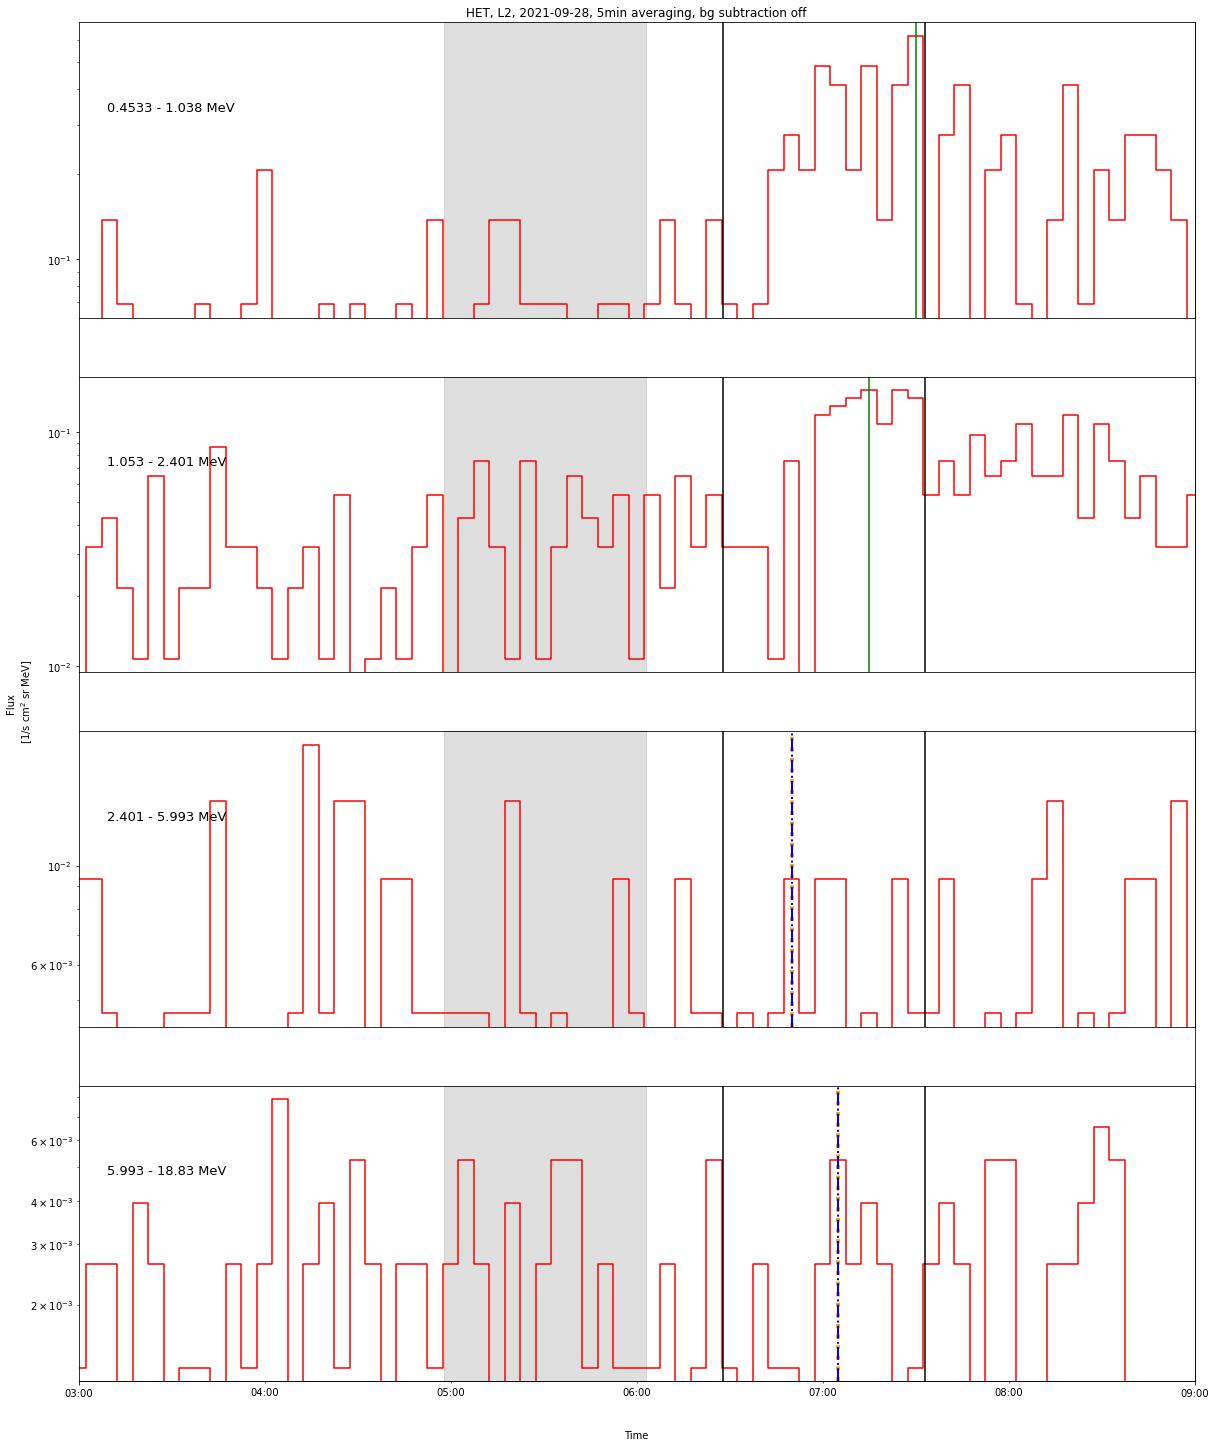 HET, L2, 2021-09-28, 5min averaging, bg subtraction off
0.4533 - 1.038 MeV
10⁻¹
1.053 - 2.401 MeV
10⁻¹
10⁻²
Flux
[1/s cm² sr MeV]
2.401 - 5.993 MeV
10⁻²
6 × 10⁻³
5.993 - 18.83 MeV
6 × 10⁻³
4 × 10⁻³
3 × 10⁻³
2 × 10⁻³
03:00 04:00 05:00 06:00 07:00 08:00 09:00
Time